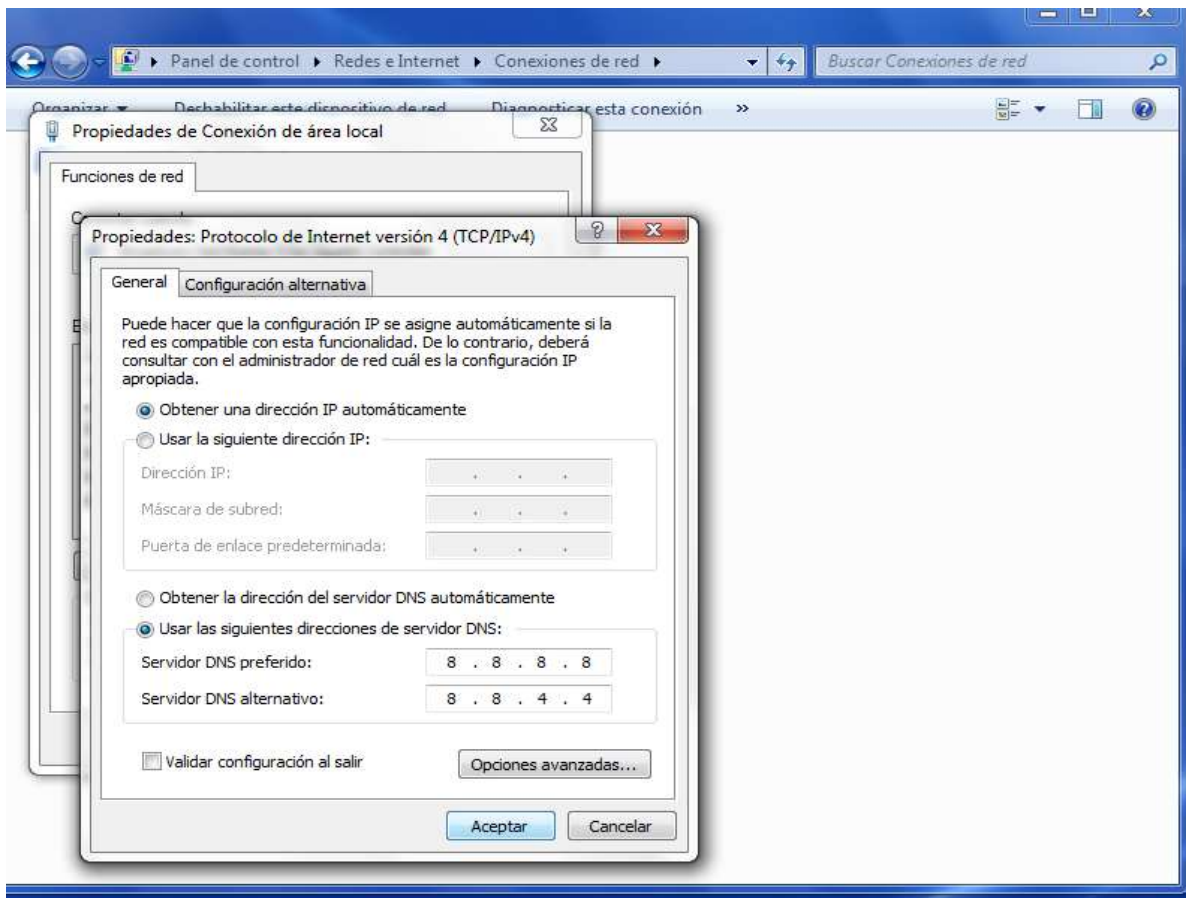 Panel de control ▸ Redes e Internet ▸ Conexiones de red ▸
Buscar Conexiones de red
Organizar Deshabilitar este dispositivo de red Diagnosticar esta conexión »
Propiedades de Conexión de área local
Funciones de red
Propiedades: Protocolo de Internet versión 4 (TCP/IPv4)
General Configuración alternativa
Puede hacer que la configuración IP se asigne automáticamente si la
red es compatible con esta funcionalidad. De lo contrario, deberá
consultar con el administrador de red cuál es la configuración IP
apropiada.
Obtener una dirección IP automáticamente
Usar la siguiente dirección IP:
Dirección IP: . . .
Máscara de subred: . . .
Puerta de enlace predeterminada: . . .
Obtener la dirección del servidor DNS automáticamente
Usar las siguientes direcciones de servidor DNS:
Servidor DNS preferido: 8 . 8 . 8 . 8
Servidor DNS alternativo: 8 . 8 . 4 . 4
Validar configuración al salir
Opciones avanzadas...
Aceptar Cancelar